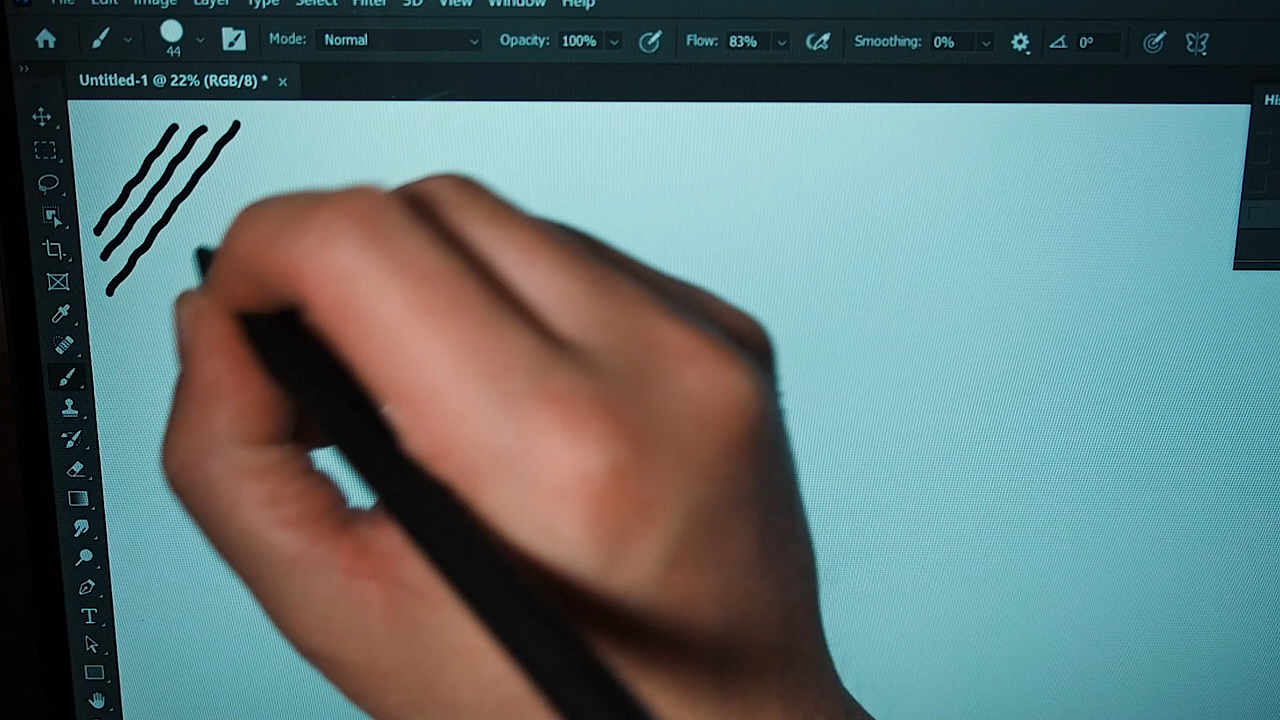 File Edit Image Layer Type Select Filter 3D View Window Help
44 Mode: Normal Opacity: 100% Flow: 83% Smoothing: 0% 0°
Untitled-1 @ 22% (RGB/8) *